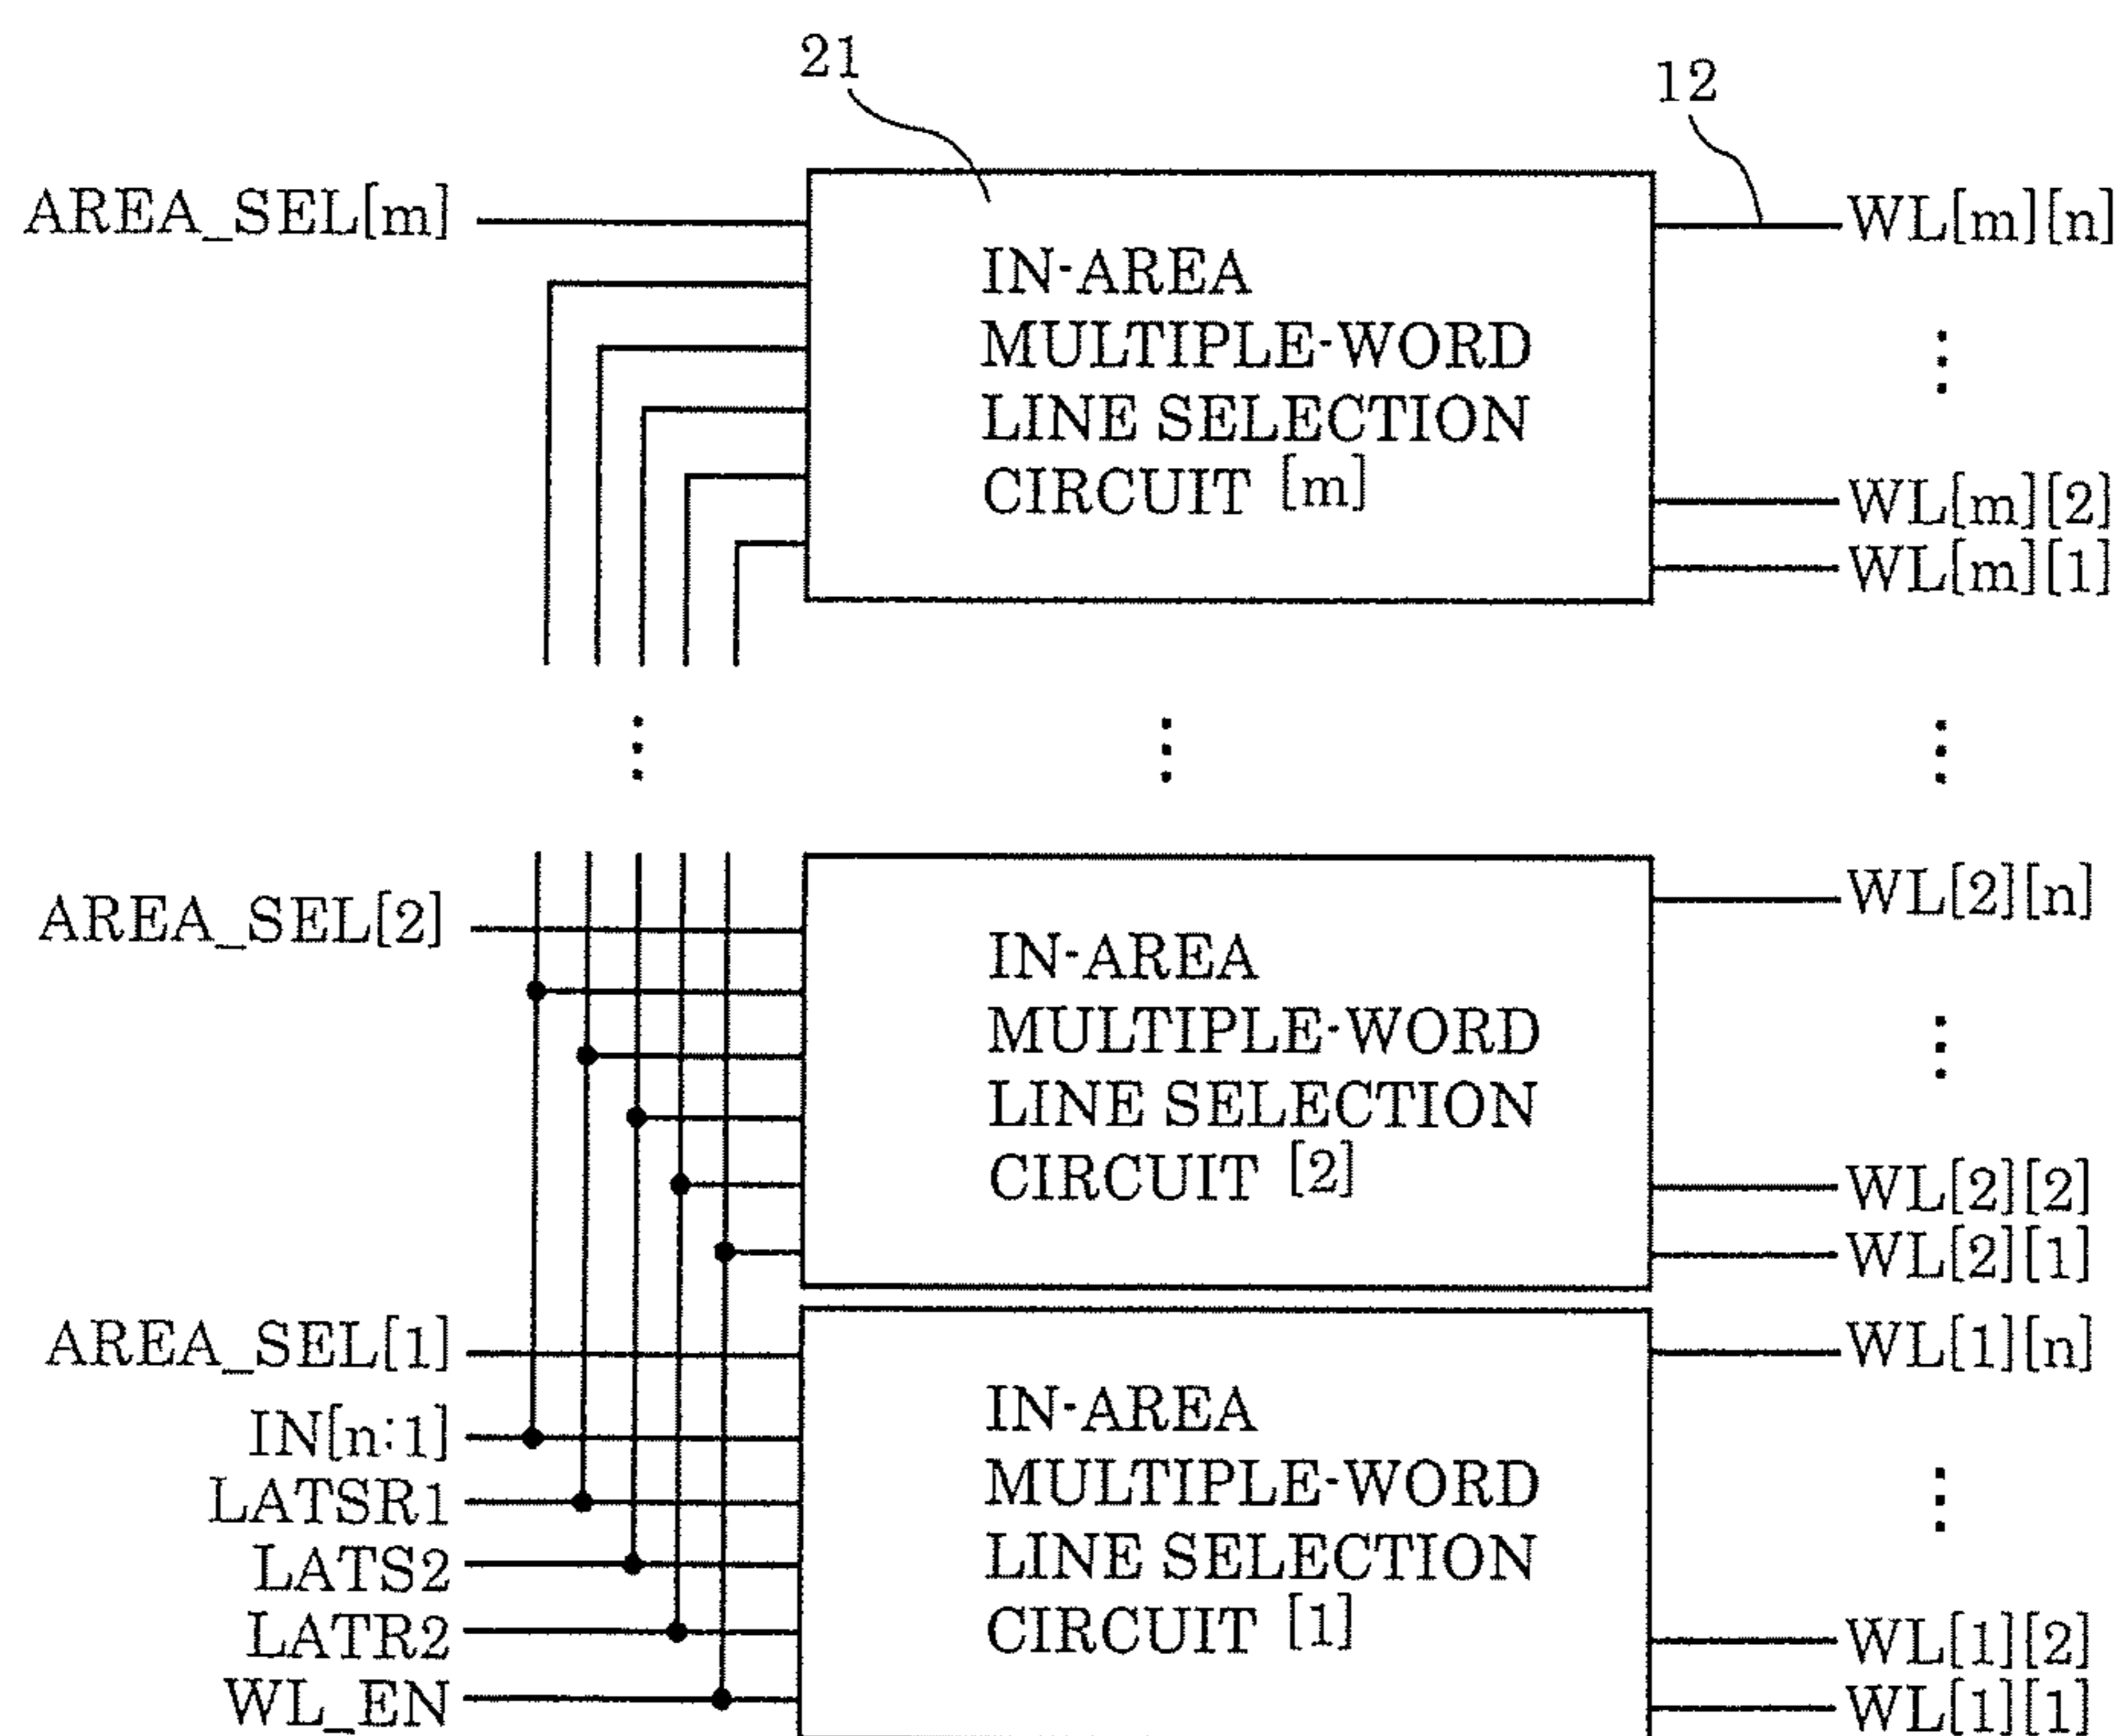 21
12
AREA_SEL[m]
IN-AREA
MULTIPLE-WORD
LINE SELECTION
CIRCUIT [m]
WL[m][n]
WL[m][2]
WL[m][1]
AREA_SEL[2]
IN-AREA
MULTIPLE-WORD
LINE SELECTION
CIRCUIT [2]
WL[2][n]
WL[2][2]
WL[2][1]
AREA_SEL[1]
IN[n:1]
LATSR1
LATS2
LATR2
WL_EN
IN-AREA
MULTIPLE-WORD
LINE SELECTION
CIRCUIT [1]
WL[1][n]
WL[1][2]
WL[1][1]